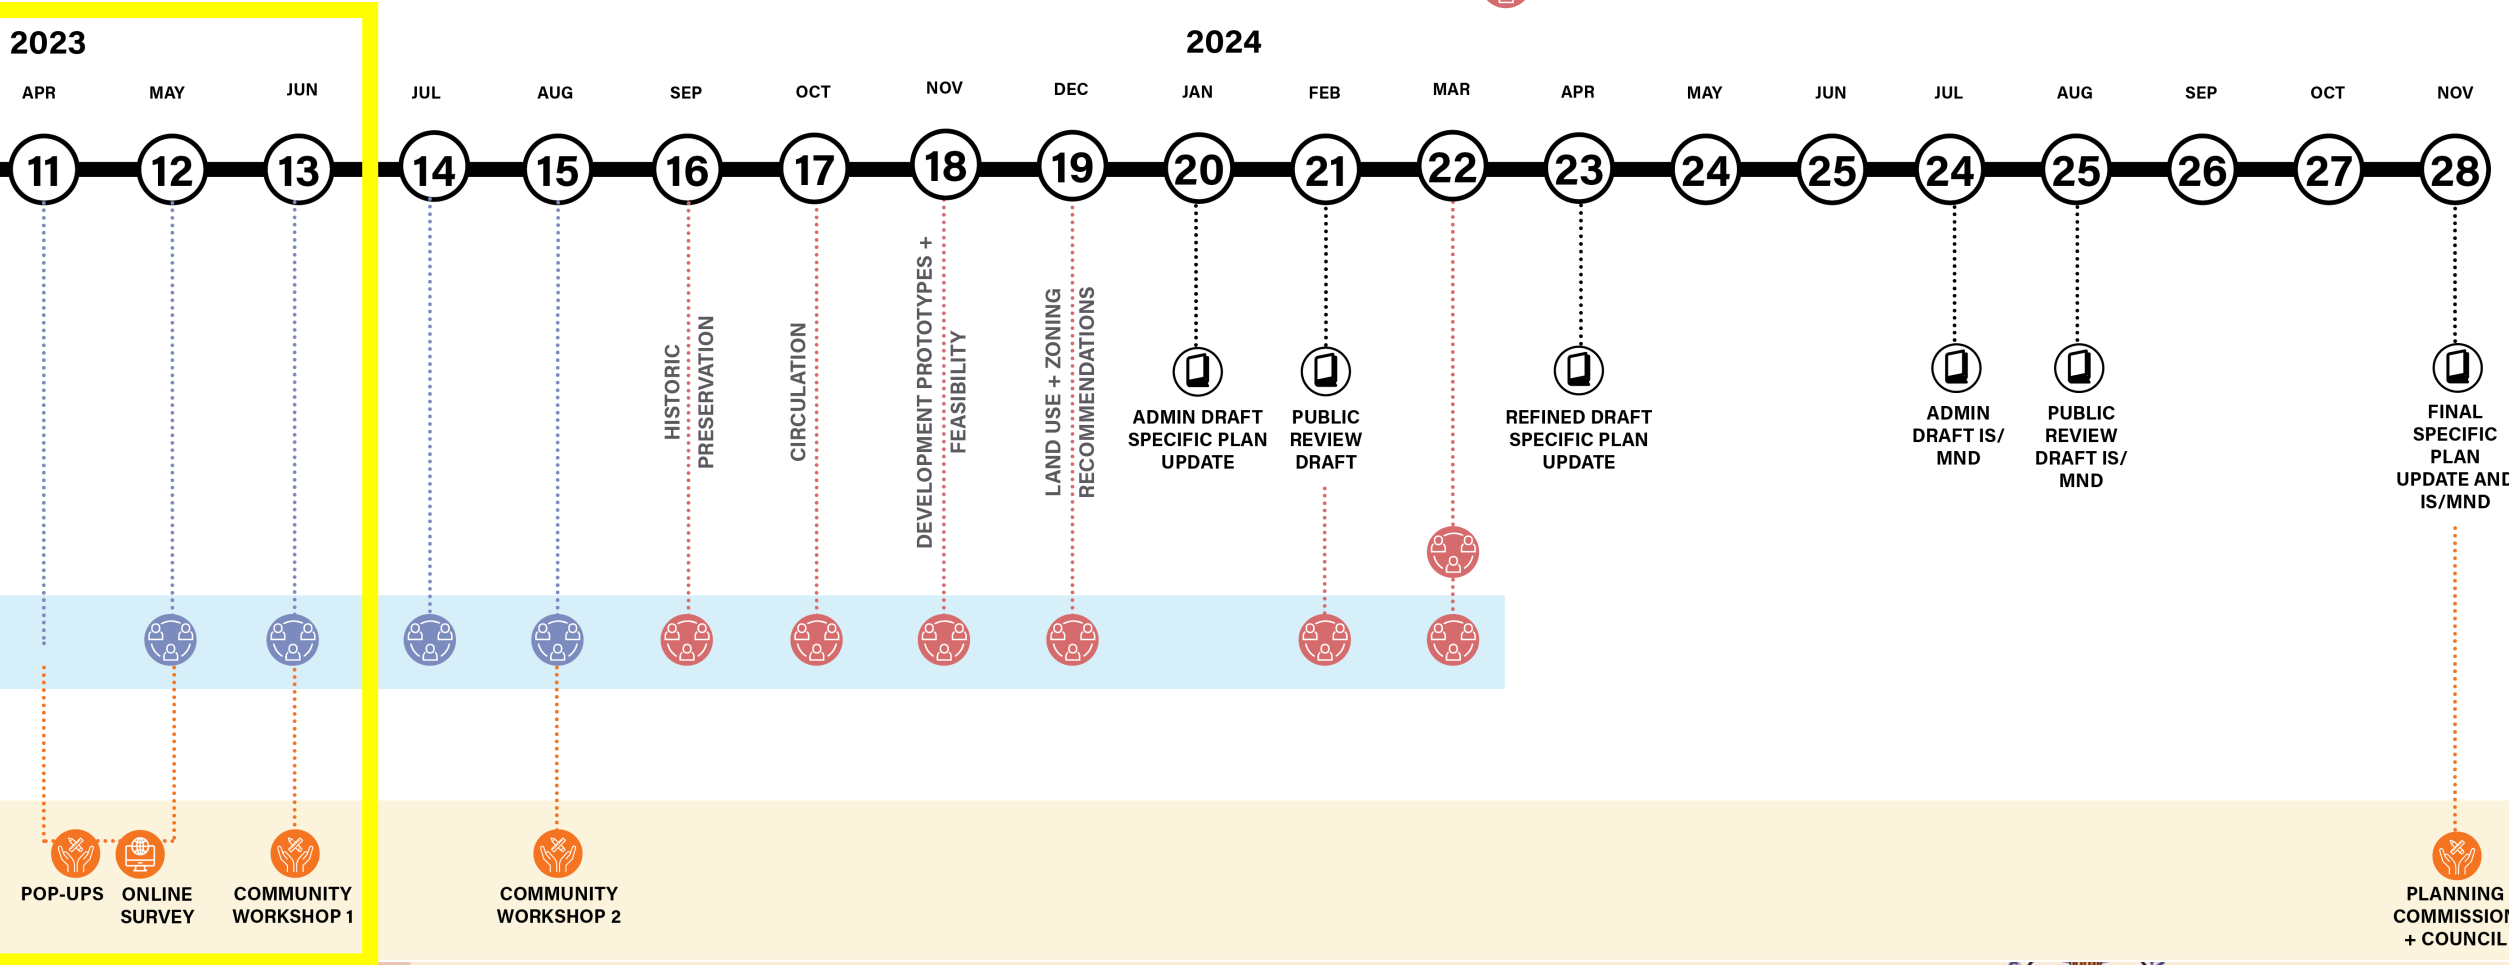 2023
2024
APR
MAY
JUN
JUL
AUG
SEP
OCT
NOV
DEC
JAN
FEB
MAR
APR
MAY
JUN
JUL
AUG
SEP
OCT
NOV
11
12
13
14
15
16
17
18
19
20
21
22
23
24
25
24
25
26
27
28
HISTORIC
PRESERVATION
CIRCULATION
DEVELOPMENT PROTOTYPES +
FEASIBILITY
LAND USE + ZONING
RECOMMENDATIONS
ADMIN DRAFT
SPECIFIC PLAN
UPDATE
PUBLIC
REVIEW
DRAFT
REFINED DRAFT
SPECIFIC PLAN
UPDATE
ADMIN
DRAFT IS/
MND
PUBLIC
REVIEW
DRAFT IS/
MND
FINAL
SPECIFIC
PLAN
UPDATE AND
IS/MND
POP-UPS
ONLINE
SURVEY
COMMUNITY
WORKSHOP 1
COMMUNITY
WORKSHOP 2
PLANNING
COMMISSION
+ COUNCIL